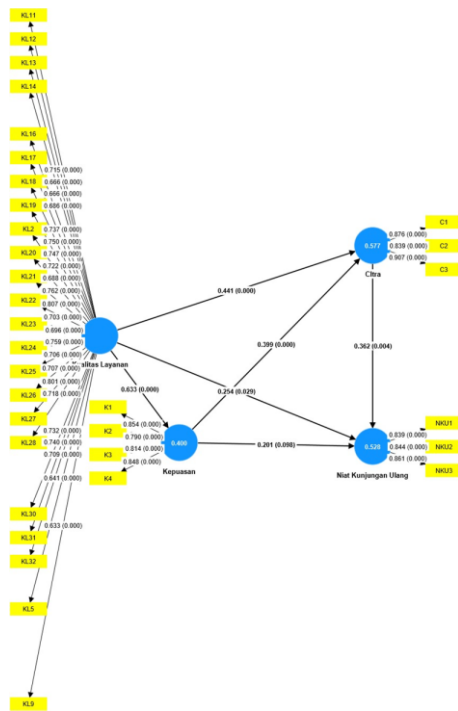 KL11
KL12
KL13
KL14
KL16
KL17
KL18
KL19
KL2
KL20
KL21
KL22
KL23
KL24
KL25
KL26
KL27
KL28
KL30
KL31
KL32
KL5
KL9
0.715 (0.000)
0.666 (0.000)
0.666 (0.000)
0.686 (0.000)
0.737 (0.000)
0.750 (0.000)
0.747 (0.000)
0.722 (0.000)
0.688 (0.000)
0.762 (0.000)
0.807 (0.000)
0.703 (0.000)
0.696 (0.000)
0.759 (0.000)
0.706 (0.000)
0.707 (0.000)
0.801 (0.000)
0.718 (0.000)
0.732 (0.000)
0.740 (0.000)
0.709 (0.000)
0.641 (0.000)
0.633 (0.000)
alitas Layanan
0.441 (0.000)
0.399 (0.000)
0.254 (0.029)
0.633 (0.000)
0.201 (0.098)
0.362 (0.004)
K1
K2
K3
K4
0.854 (0.000)
0.790 (0.000)
0.814 (0.000)
0.848 (0.000)
0.400
Kepuasan
0.577
Citra
0.876 (0.000)
0.839 (0.000)
0.907 (0.000)
C1
C2
C3
0.528
Niat Kunjungan Ulang
0.839 (0.000)
0.844 (0.000)
0.861 (0.000)
NKU1
NKU2
NKU3